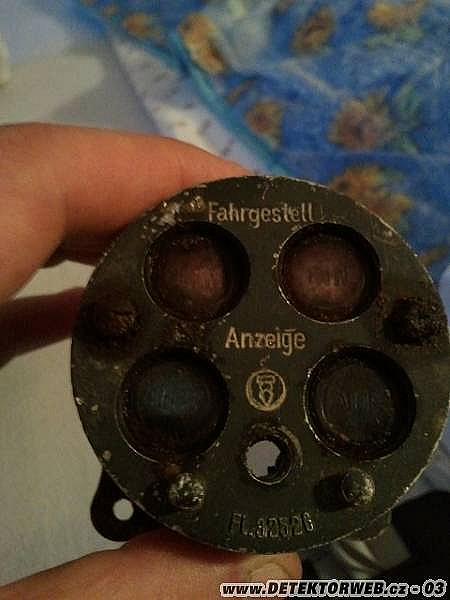 Fahrgestell
Anzeige
FL.32526
www.DETEKTORWEB.cz - 03